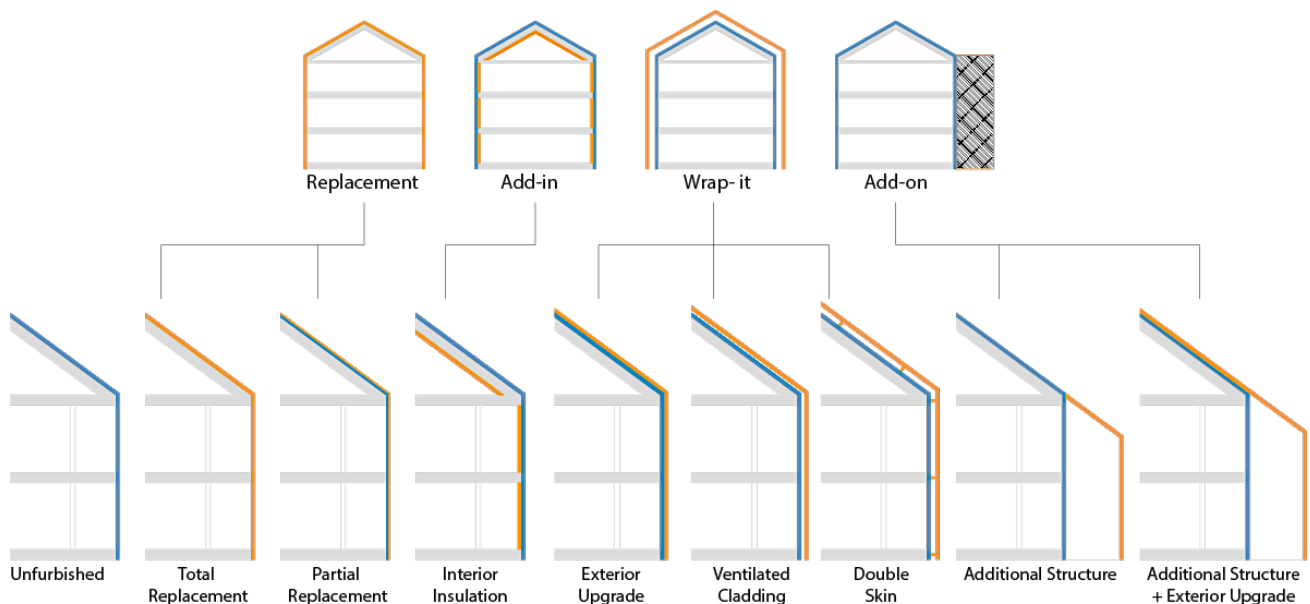 Replacement
Add-in
Wrap- it
Add-on
Unfurbished
Total
Replacement
Partial
Replacement
Interior
Insulation
Exterior
Upgrade
Ventilated
Cladding
Double
Skin
Additional Structure
Additional Structure
+ Exterior Upgrade